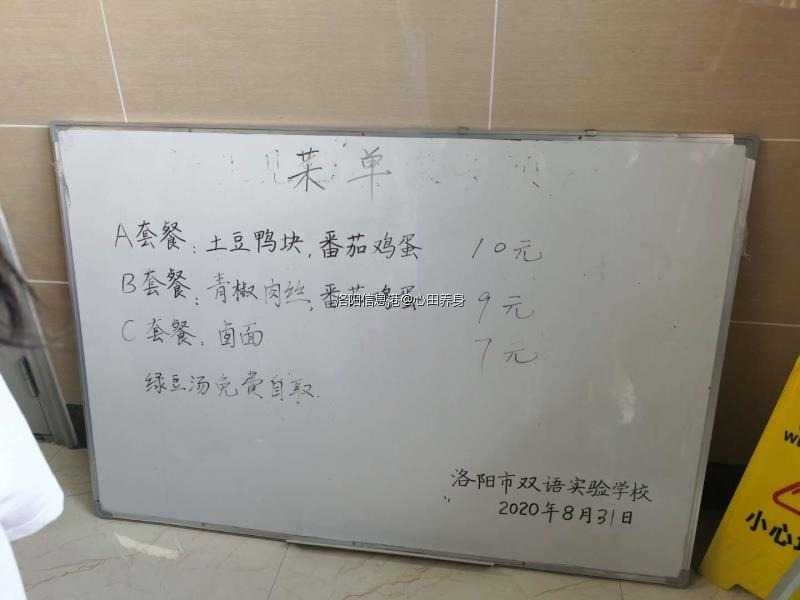 菜单
A套餐：土豆鸭块，番茄鸡蛋 10元
B套餐：青椒肉丝，番茄鸡蛋 9元
C套餐，卤面 7元
绿豆汤免费自取
洛阳市双语实验学校
2020年8月31日
洛阳信息港@心田养身
小心